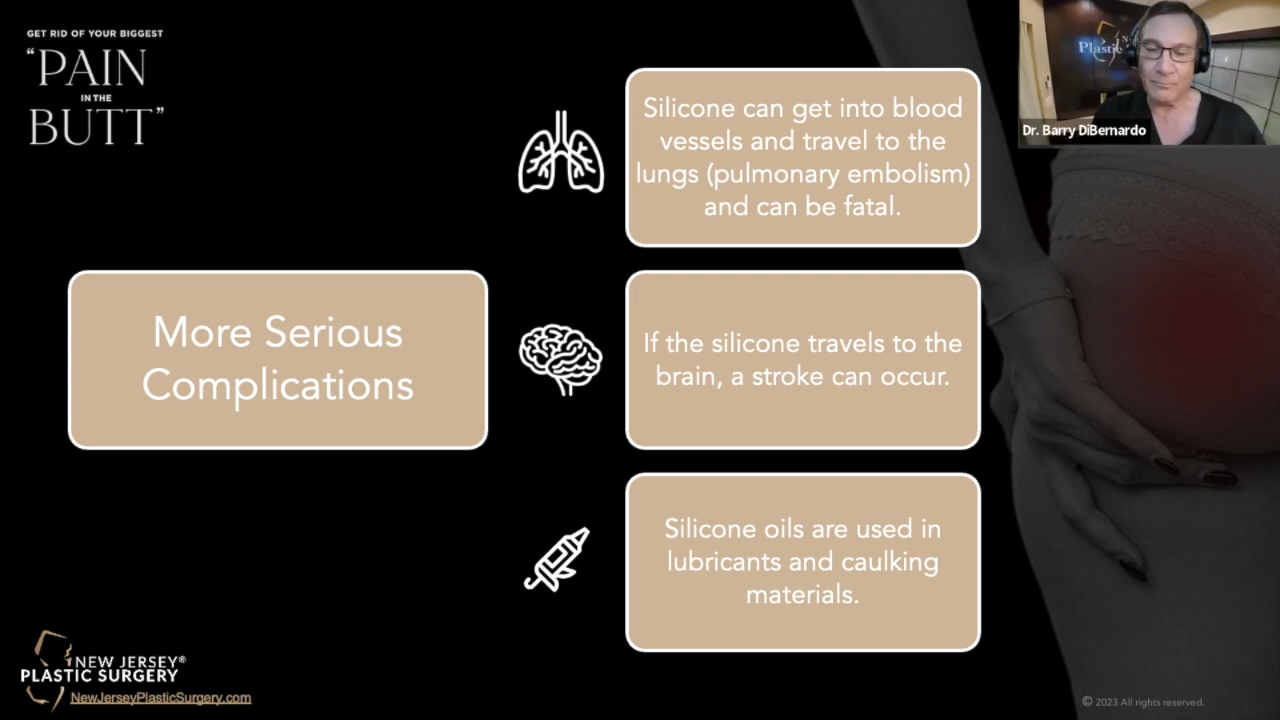 GET RID OF YOUR BIGGEST
“PAIN
IN THE
BUTT”
Silicone can get into blood
vessels and travel to the
lungs (pulmonary embolism)
and can be fatal.
Plastic
Dr. Barry DiBernardo
More Serious
Complications
If the silicone travels to the
brain, a stroke can occur.
Silicone oils are used in
lubricants and caulking
materials.
NEW JERSEY®
PLASTIC SURGERY
NewJerseyPlasticSurgery.com
© 2023 All rights reserved.